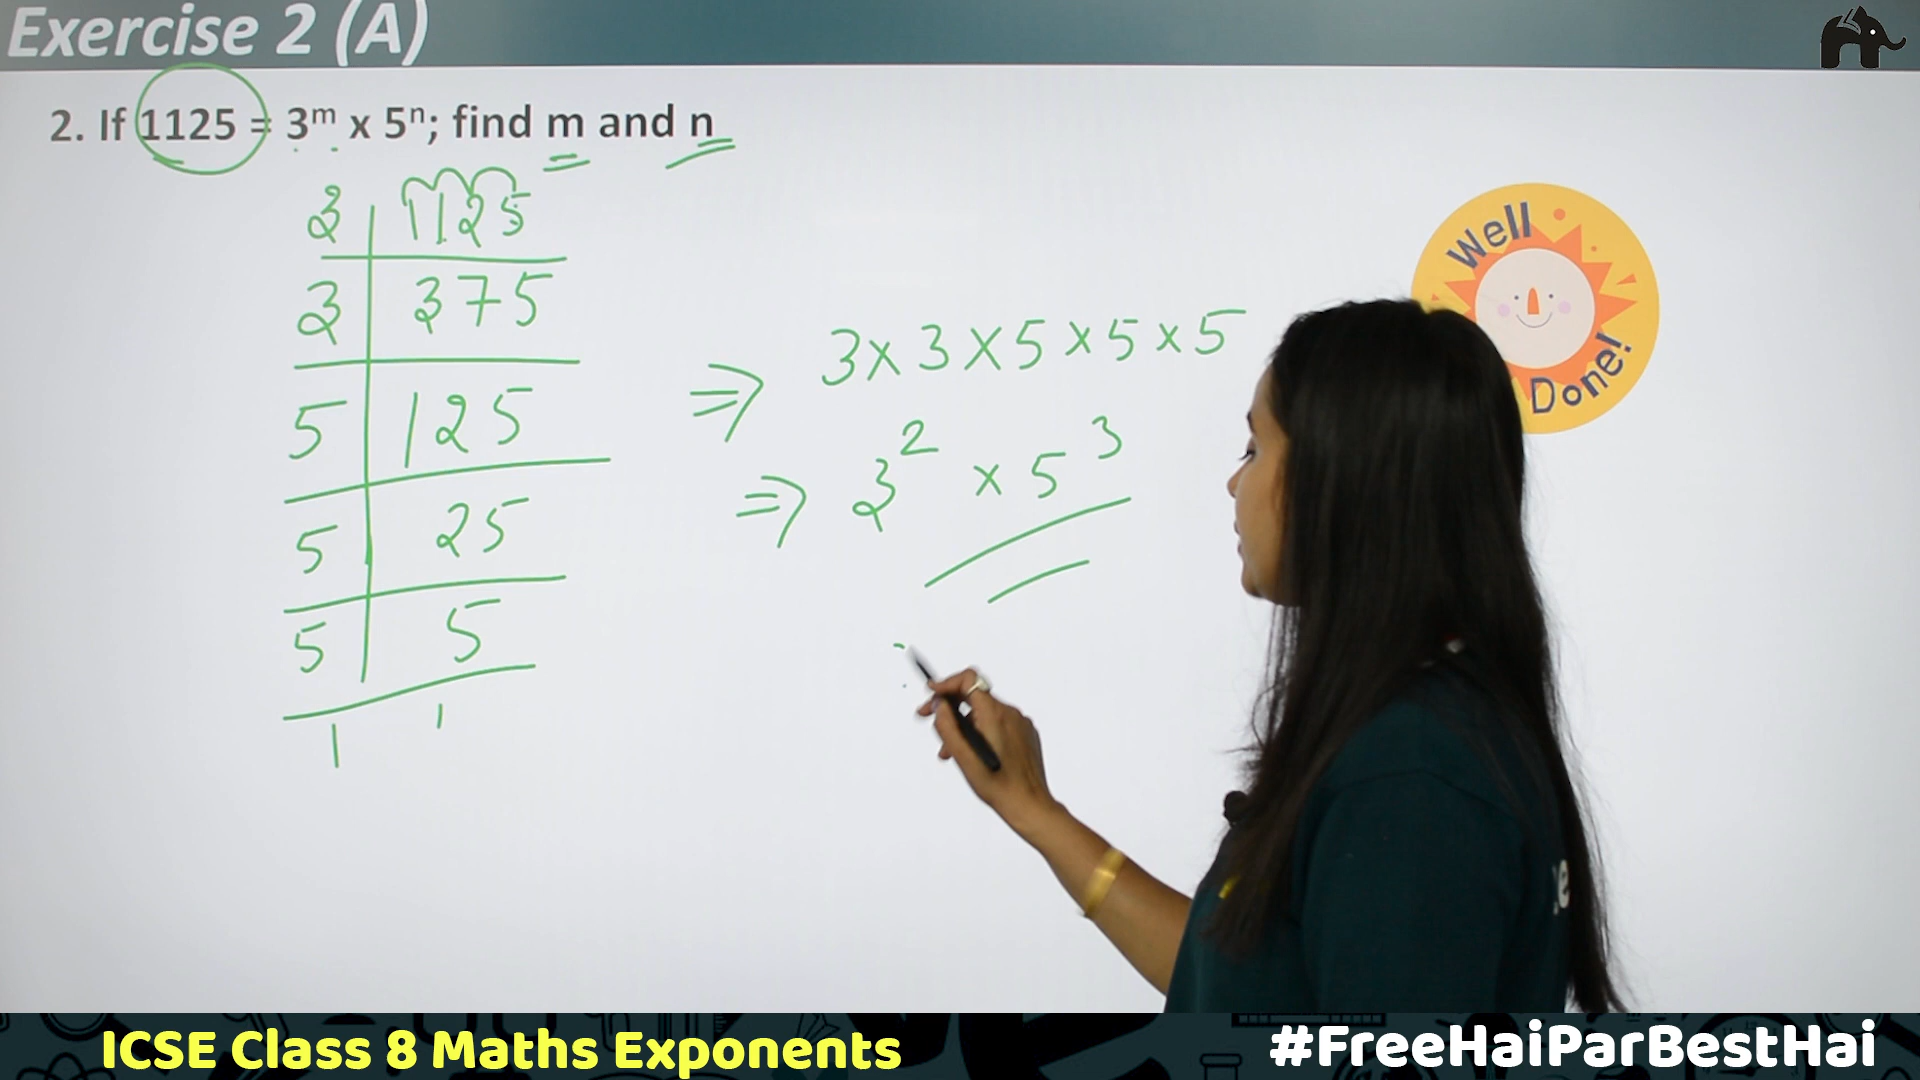 Exercise 2 (A)
2. If 1125 = 3ᵐ x 5ⁿ; find m and n
3 | 1125
3 | 375
5 | 125
5 | 25
5 | 5
1 1
⇒ 3 x 3 x 5 x 5 x 5
⇒ 3² x 5³
Well
Done!
ICSE Class 8 Maths Exponents
#FreeHaiParBestHai